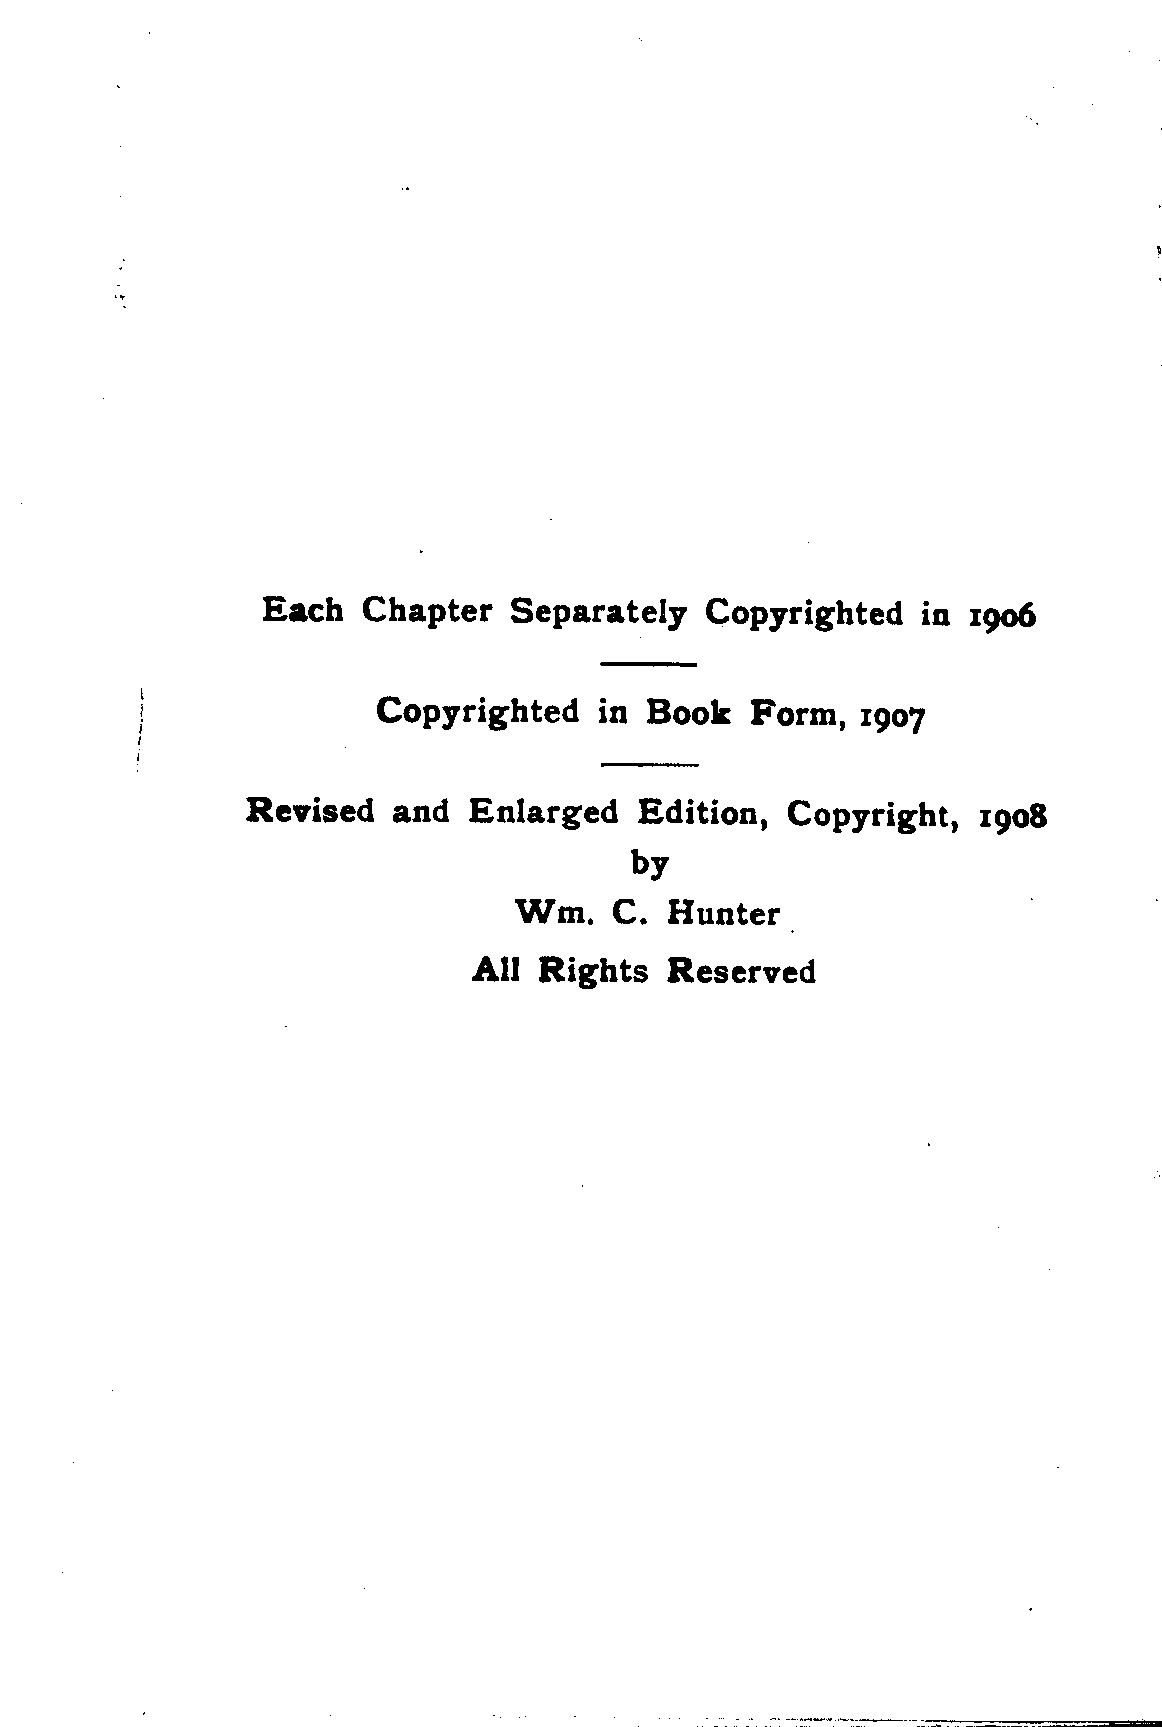 Each Chapter Separately Copyrighted in 1906
Copyrighted in Book Form, 1907
Revised and Enlarged Edition, Copyright, 1908
by
Wm. C. Hunter
All Rights Reserved